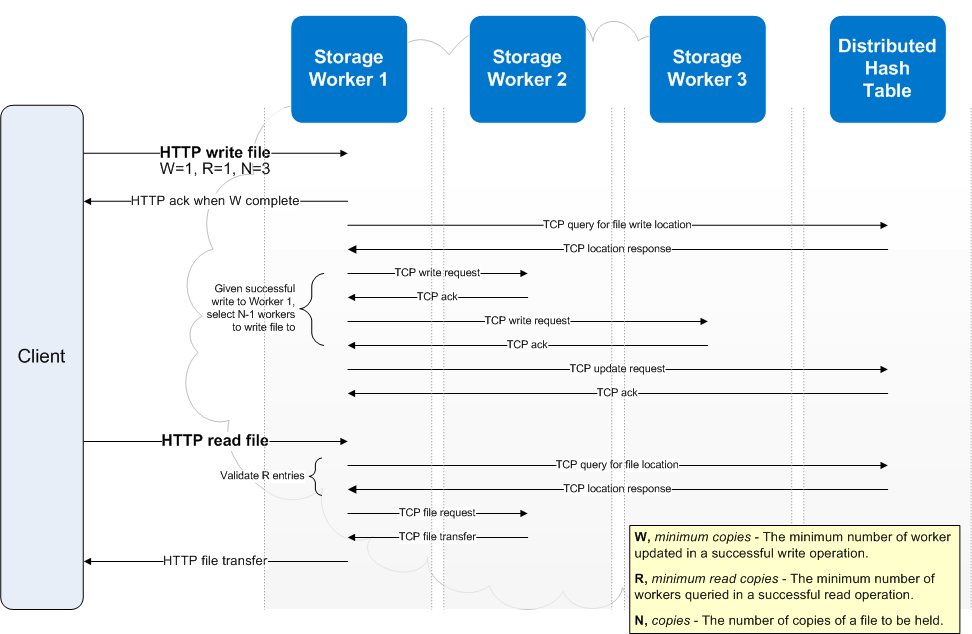 Storage
Worker 1
Storage
Worker 2
Storage
Worker 3
Distributed
Hash
Table
Client
HTTP write file
W=1, R=1, N=3
HTTP ack when W complete
TCP query for file write location
TCP location response
Given successful
write to Worker 1,
select N-1 workers
to write file to
TCP write request
TCP ack
TCP write request
TCP ack
TCP update request
TCP ack
HTTP read file
Validate R entries
TCP query for file location
TCP location response
TCP file request
TCP file transfer
HTTP file transfer
W, minimum copies - The minimum number of worker
updated in a successful write operation.
R, minimum read copies - The minimum number of
workers queried in a successful read operation.
N, copies - The number of copies of a file to be held.